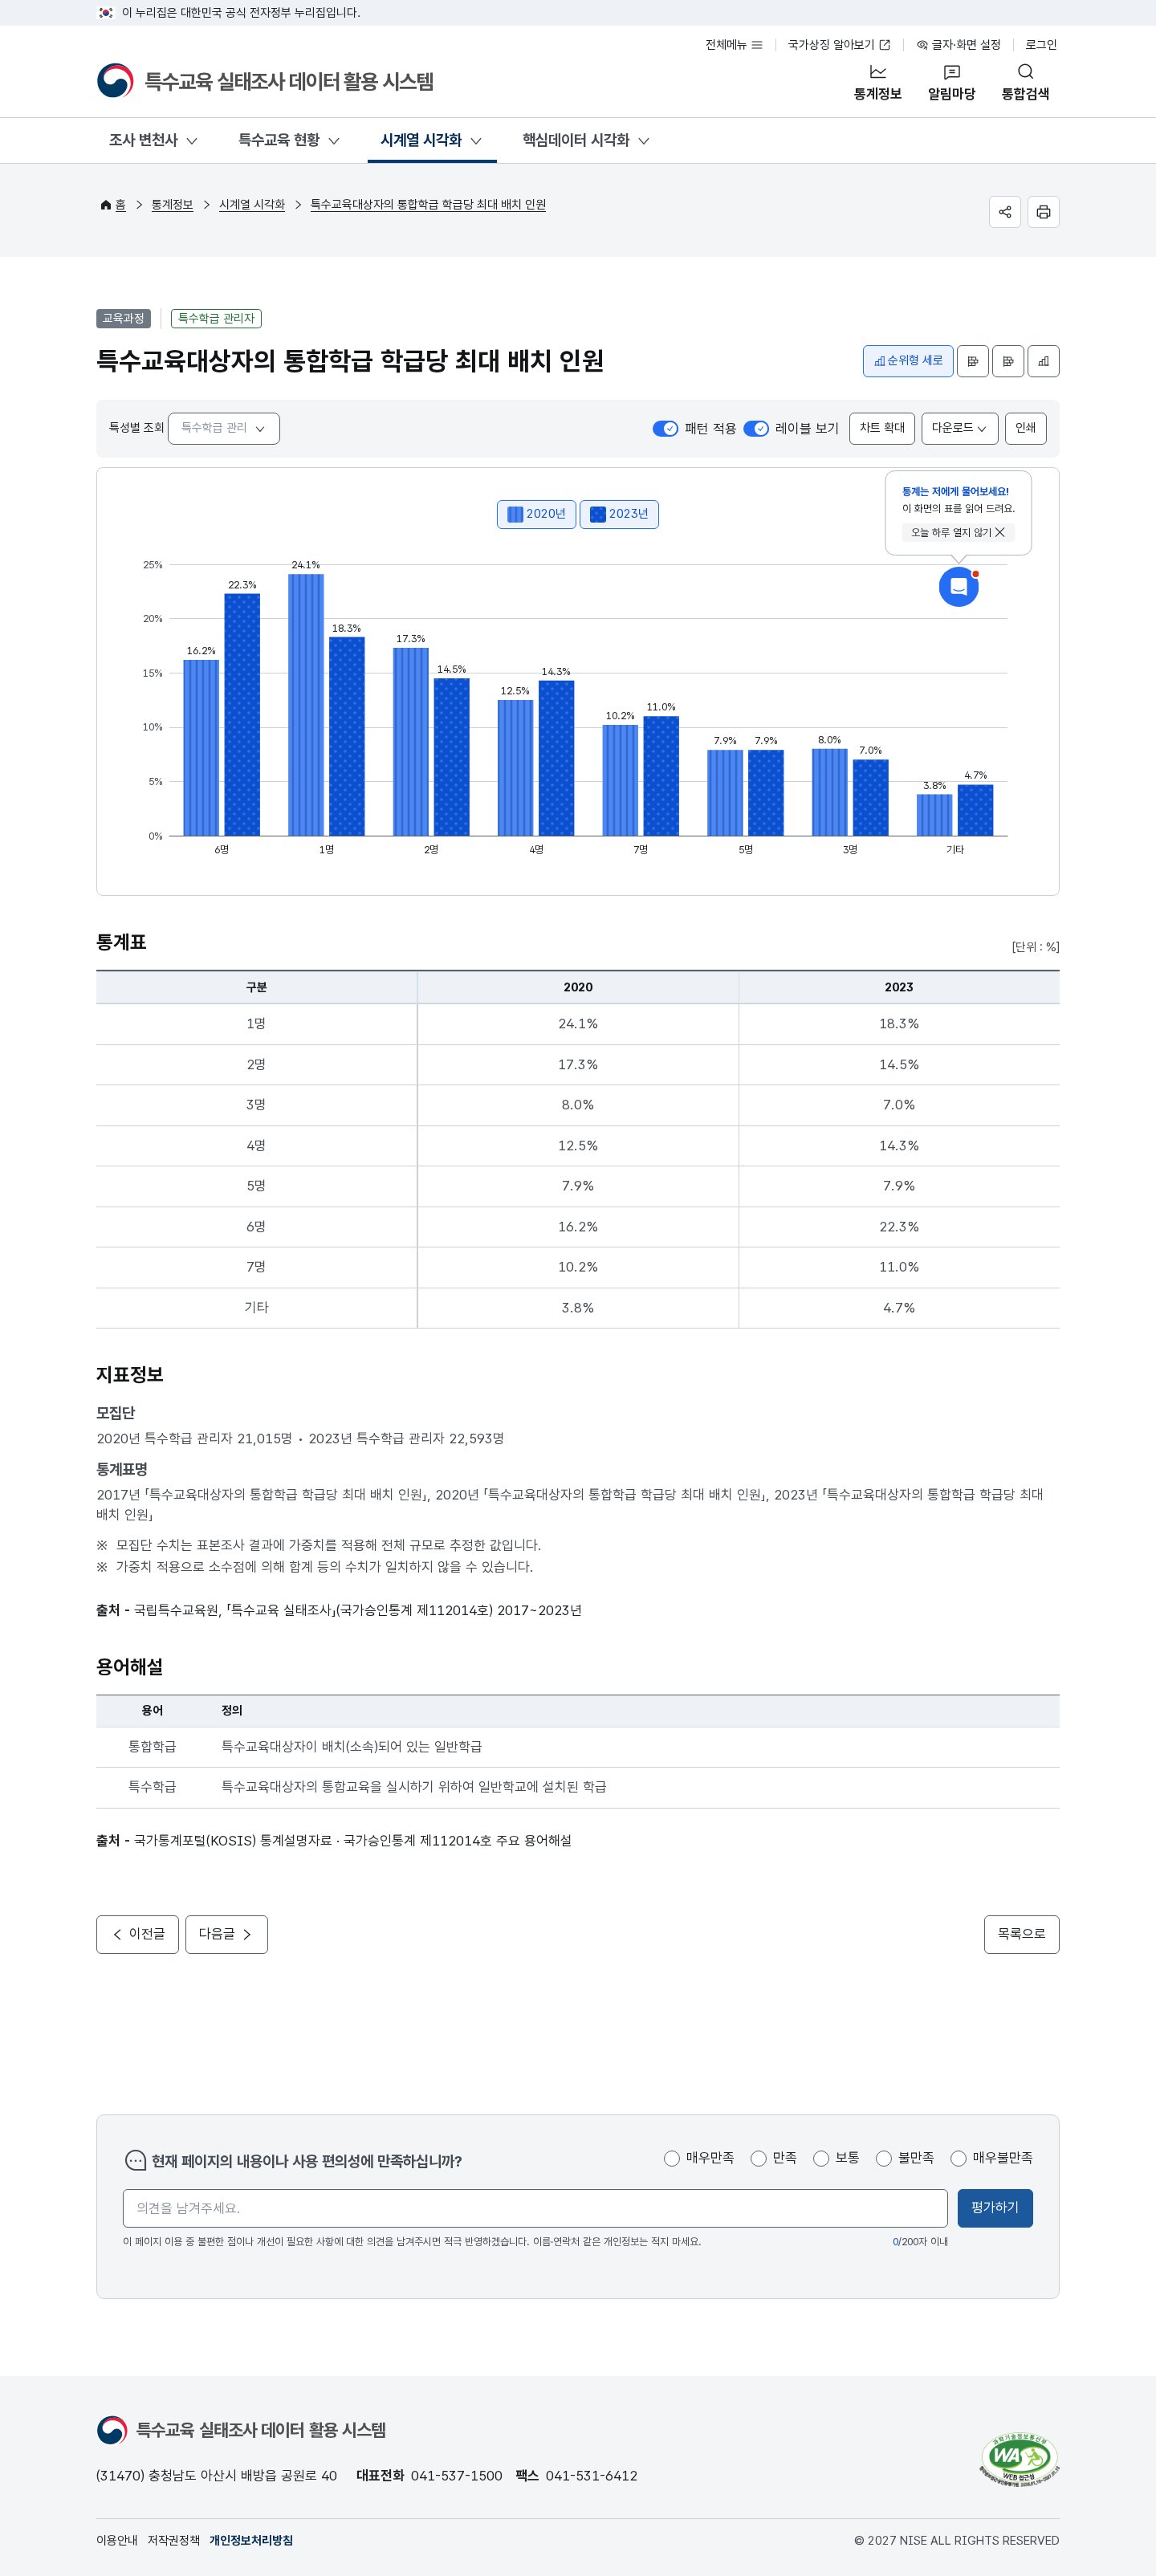 이 누리집은 대한민국 공식 전자정부 누리집입니다.
전체메뉴 국가상징 알아보기 글자·화면 설정 로그인
특수교육 실태조사 데이터 활용 시스템
통계정보 알림마당 통합검색
조사 변천사 특수교육 현황 시계열 시각화 핵심데이터 시각화
홈 통계정보 시계열 시각화 특수교육대상자의 통합학급 학급당 최대 배치 인원
교육과정 특수학급 관리자
특수교육대상자의 통합학급 학급당 최대 배치 인원
순위형 세로
특성별 조회 특수학급 관리 패턴 적용 레이블 보기 차트 확대 다운로드 인쇄
통계는 저에게 물어보세요!
이 화면의 표를 읽어 드려요.
오늘 하루 열지 않기
2020년 2023년
25%
20%
15%
10%
5%
0%
16.2% 22.3% 24.1% 18.3% 17.3% 14.5% 12.5% 14.3% 10.2% 11.0% 7.9% 7.9% 8.0% 7.0% 3.8% 4.7%
6명 1명 2명 4명 7명 5명 3명 기타
통계표
[단위 : %]
구분 2020 2023
1명 24.1% 18.3%
2명 17.3% 14.5%
3명 8.0% 7.0%
4명 12.5% 14.3%
5명 7.9% 7.9%
6명 16.2% 22.3%
7명 10.2% 11.0%
기타 3.8% 4.7%
지표정보
모집단
2020년 특수학급 관리자 21,015명 • 2023년 특수학급 관리자 22,593명
통계표명
2017년 「특수교육대상자의 통합학급 학급당 최대 배치 인원」, 2020년 「특수교육대상자의 통합학급 학급당 최대 배치 인원」, 2023년 「특수교육대상자의 통합학급 학급당 최대
배치 인원」
※ 모집단 수치는 표본조사 결과에 가중치를 적용해 전체 규모로 추정한 값입니다.
※ 가중치 적용으로 소수점에 의해 합계 등의 수치가 일치하지 않을 수 있습니다.
출처 - 국립특수교육원, 「특수교육 실태조사」(국가승인통계 제112014호) 2017~2023년
용어해설
용어 정의
통합학급 특수교육대상자이 배치(소속)되어 있는 일반학급
특수학급 특수교육대상자의 통합교육을 실시하기 위하여 일반학교에 설치된 학급
출처 - 국가통계포털(KOSIS) 통계설명자료 · 국가승인통계 제112014호 주요 용어해설
이전글 다음글 목록으로
현재 페이지의 내용이나 사용 편의성에 만족하십니까?
매우만족 만족 보통 불만족 매우불만족
의견을 남겨주세요. 평가하기
이 페이지 이용 중 불편한 점이나 개선이 필요한 사항에 대한 의견을 남겨주시면 적극 반영하겠습니다. 이름·연락처 같은 개인정보는 적지 마세요. 0/200자 이내
특수교육 실태조사 데이터 활용 시스템
(31470) 충청남도 아산시 배방읍 공원로 40 대표전화 041-537-1500 팩스 041-531-6412
과학기술정보통신부
WA
WEB 접근성
이용안내 저작권정책 개인정보처리방침
© 2027 NISE ALL RIGHTS RESERVED